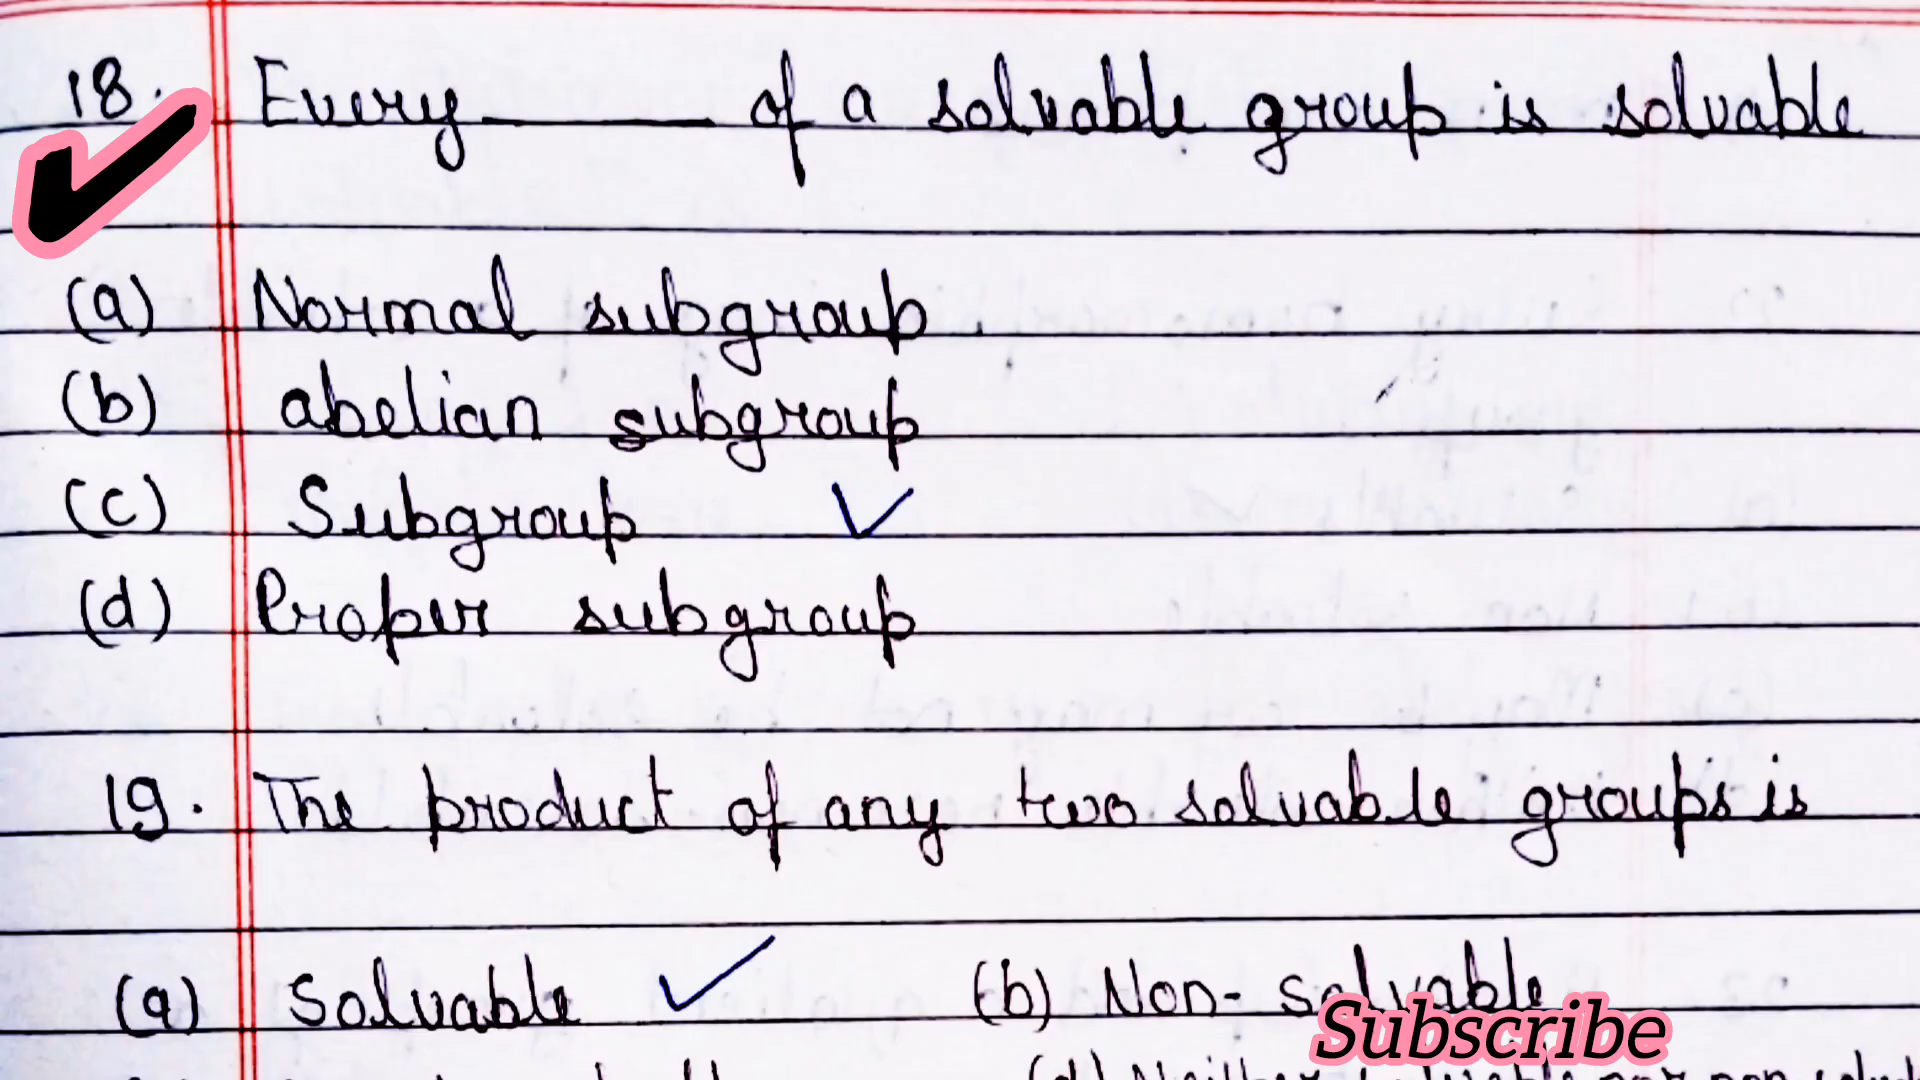 18. Every ______ of a solvable group is solvable
(a) Normal subgroup.
(b) abelian subgroup
(c) Subgroup ✓
(d) Proper subgroup
19. The product of any two solvable groups is
(a) Solvable ✓ (b) Non-solvable
Subscribe
(d) Neither